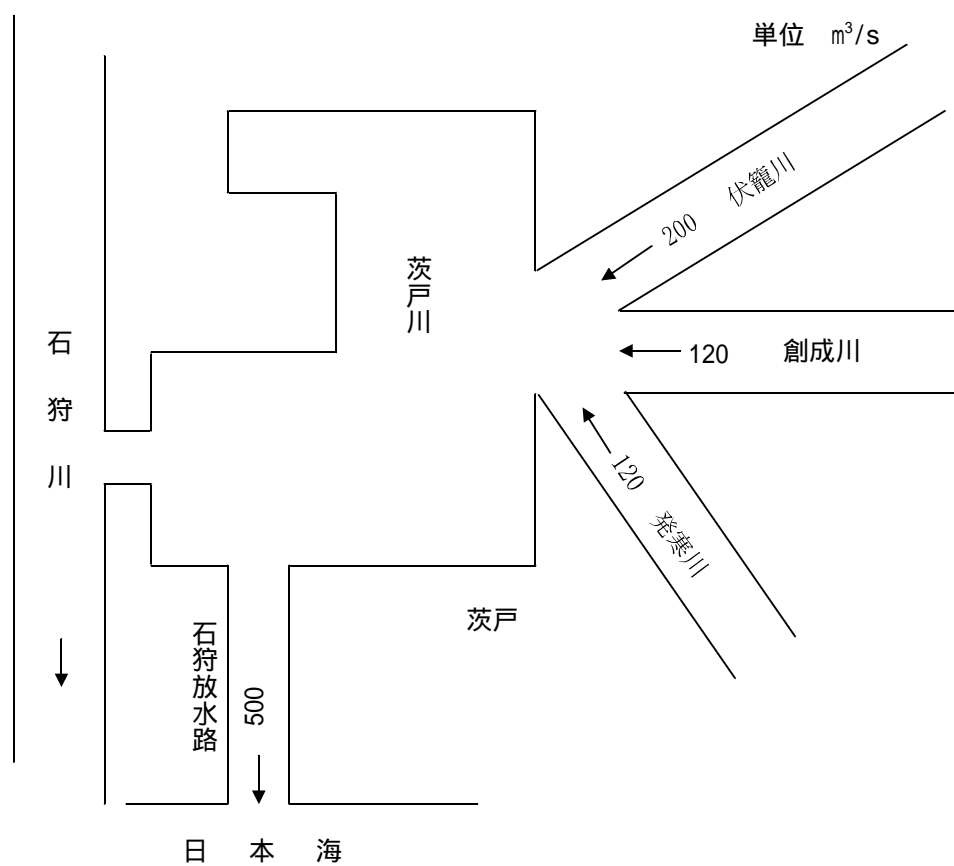 単位 m³/s
200 伏籠川
茨戸川
石狩川
120 創成川
120 発寒川
茨戸
石狩放水路
500
日本海